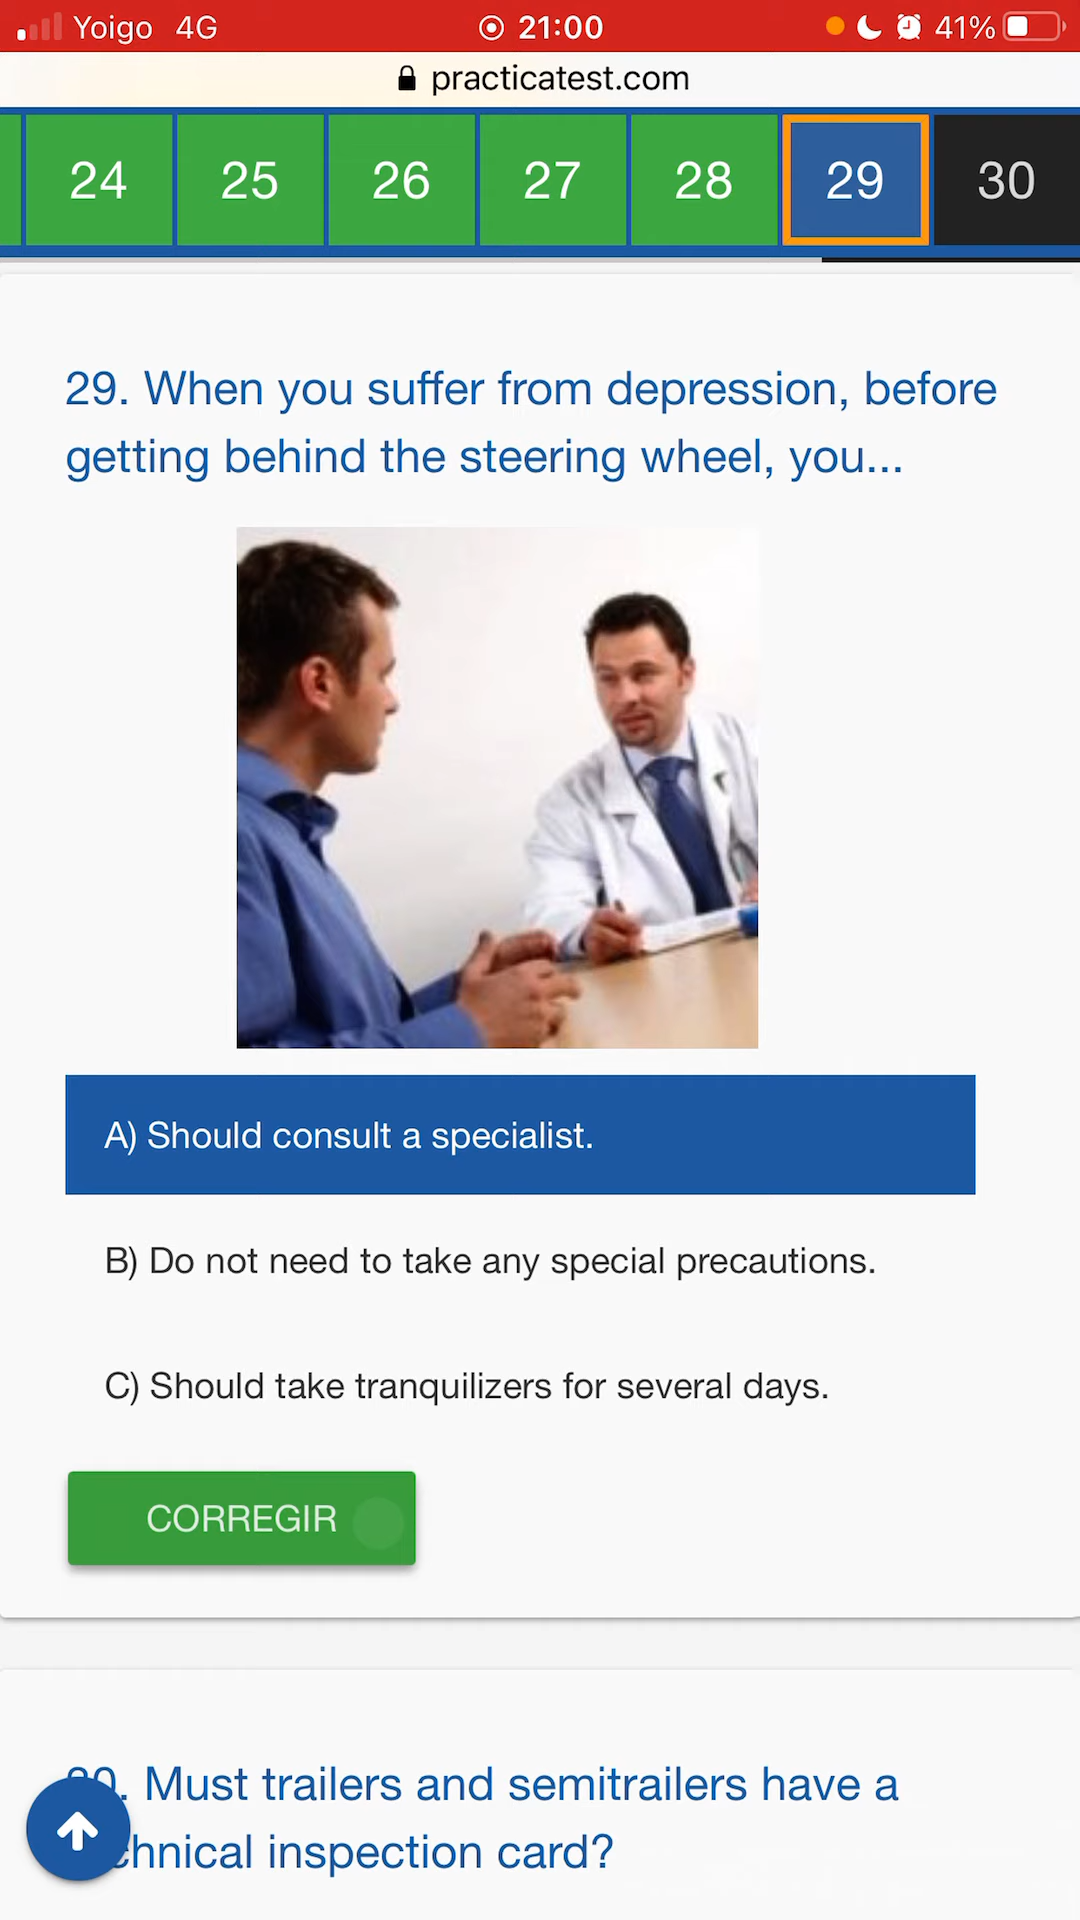 Yoigo 4G 21:00 41%
practicatest.com
24 25 26 27 28 29 30
29. When you suffer from depression, before
getting behind the steering wheel, you...
A) Should consult a specialist.
B) Do not need to take any special precautions.
C) Should take tranquilizers for several days.
CORREGIR
Must trailers and semitrailers have a
inspection card?